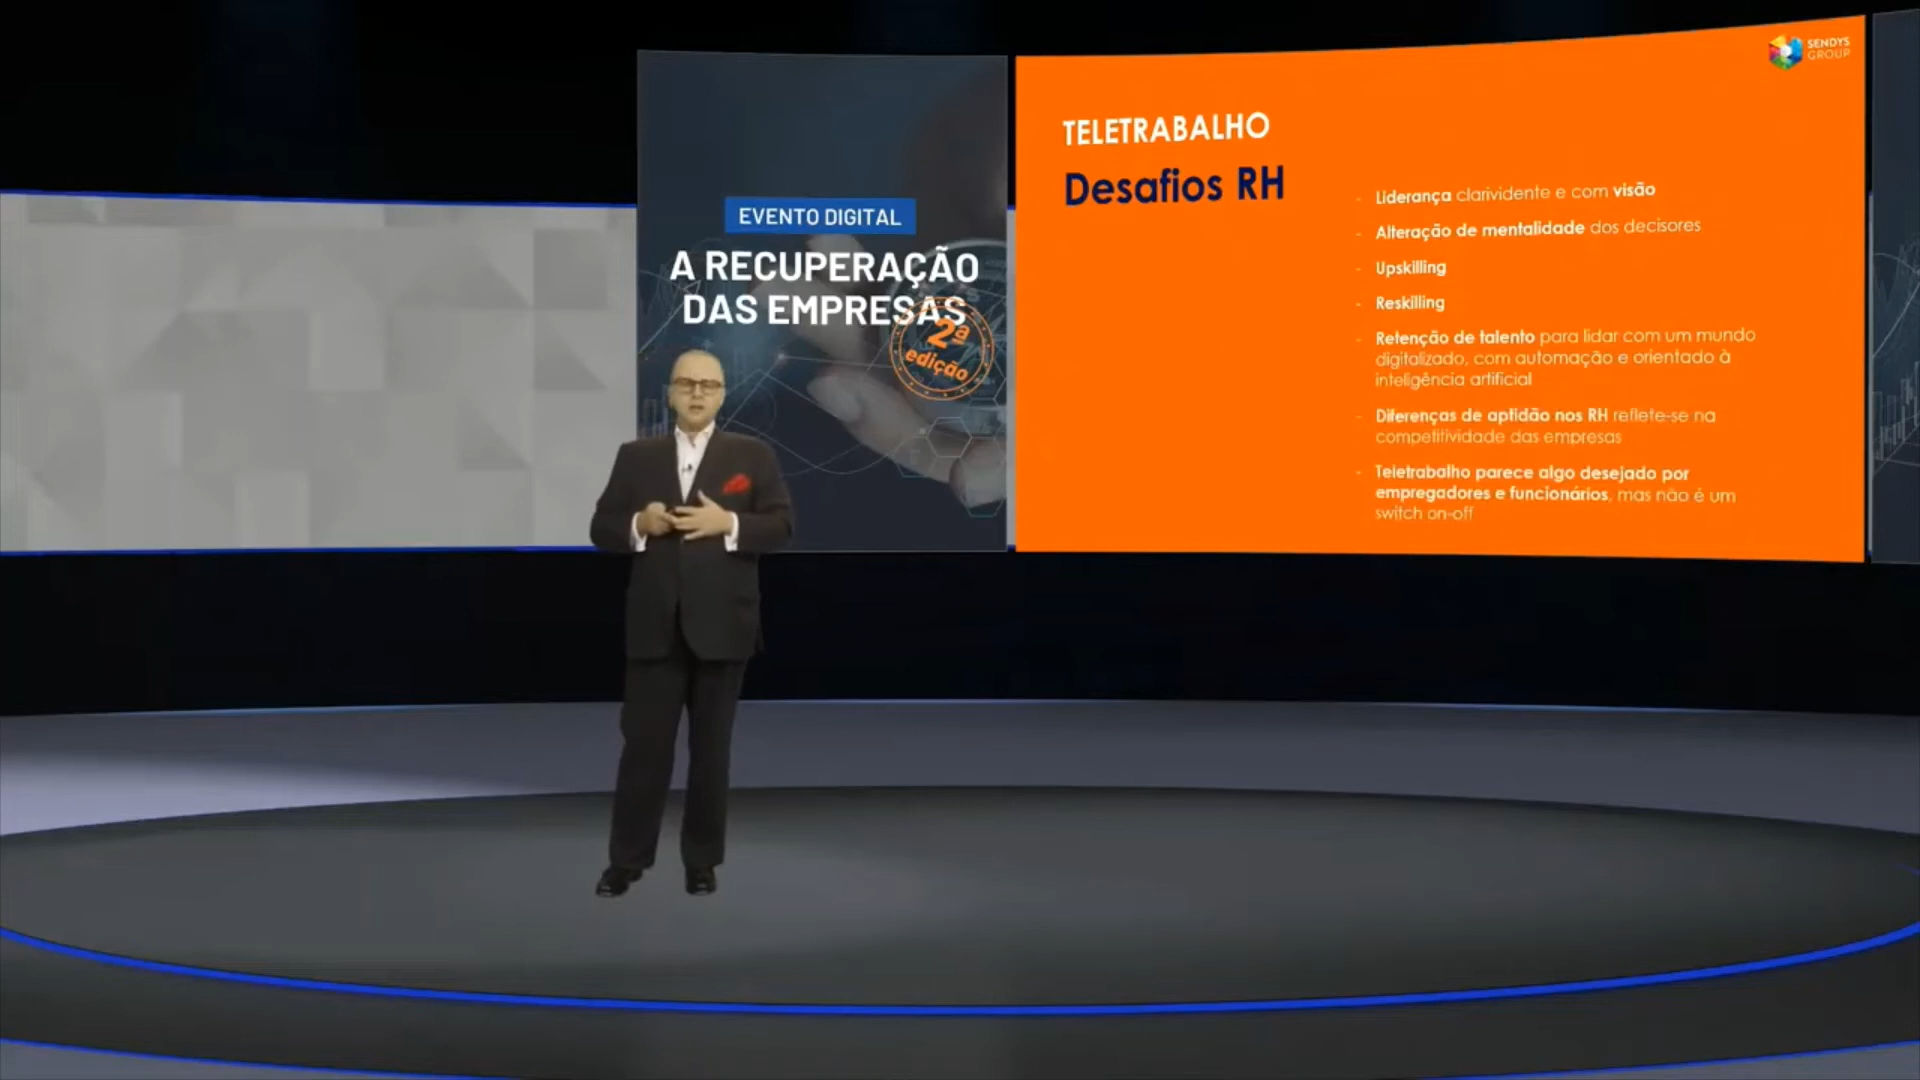 EVENTO DIGITAL
A RECUPERAÇÃO
DAS EMPRESAS
2ª
edição
SENDYS
GROUP
TELETRABALHO
Desafios RH
- Liderança clarividente e com visão
- Alteração de mentalidade dos decisores
- Upskilling
- Reskilling
- Retenção de talento para lidar com um mundo
digitalizado, com automação e orientado à
inteligência artificial
- Diferenças de aptidão nos RH reflete-se na
competitividade das empresas
- Teletrabalho parece algo desejado por
empregadores e funcionários, mas não é um
switch on-off